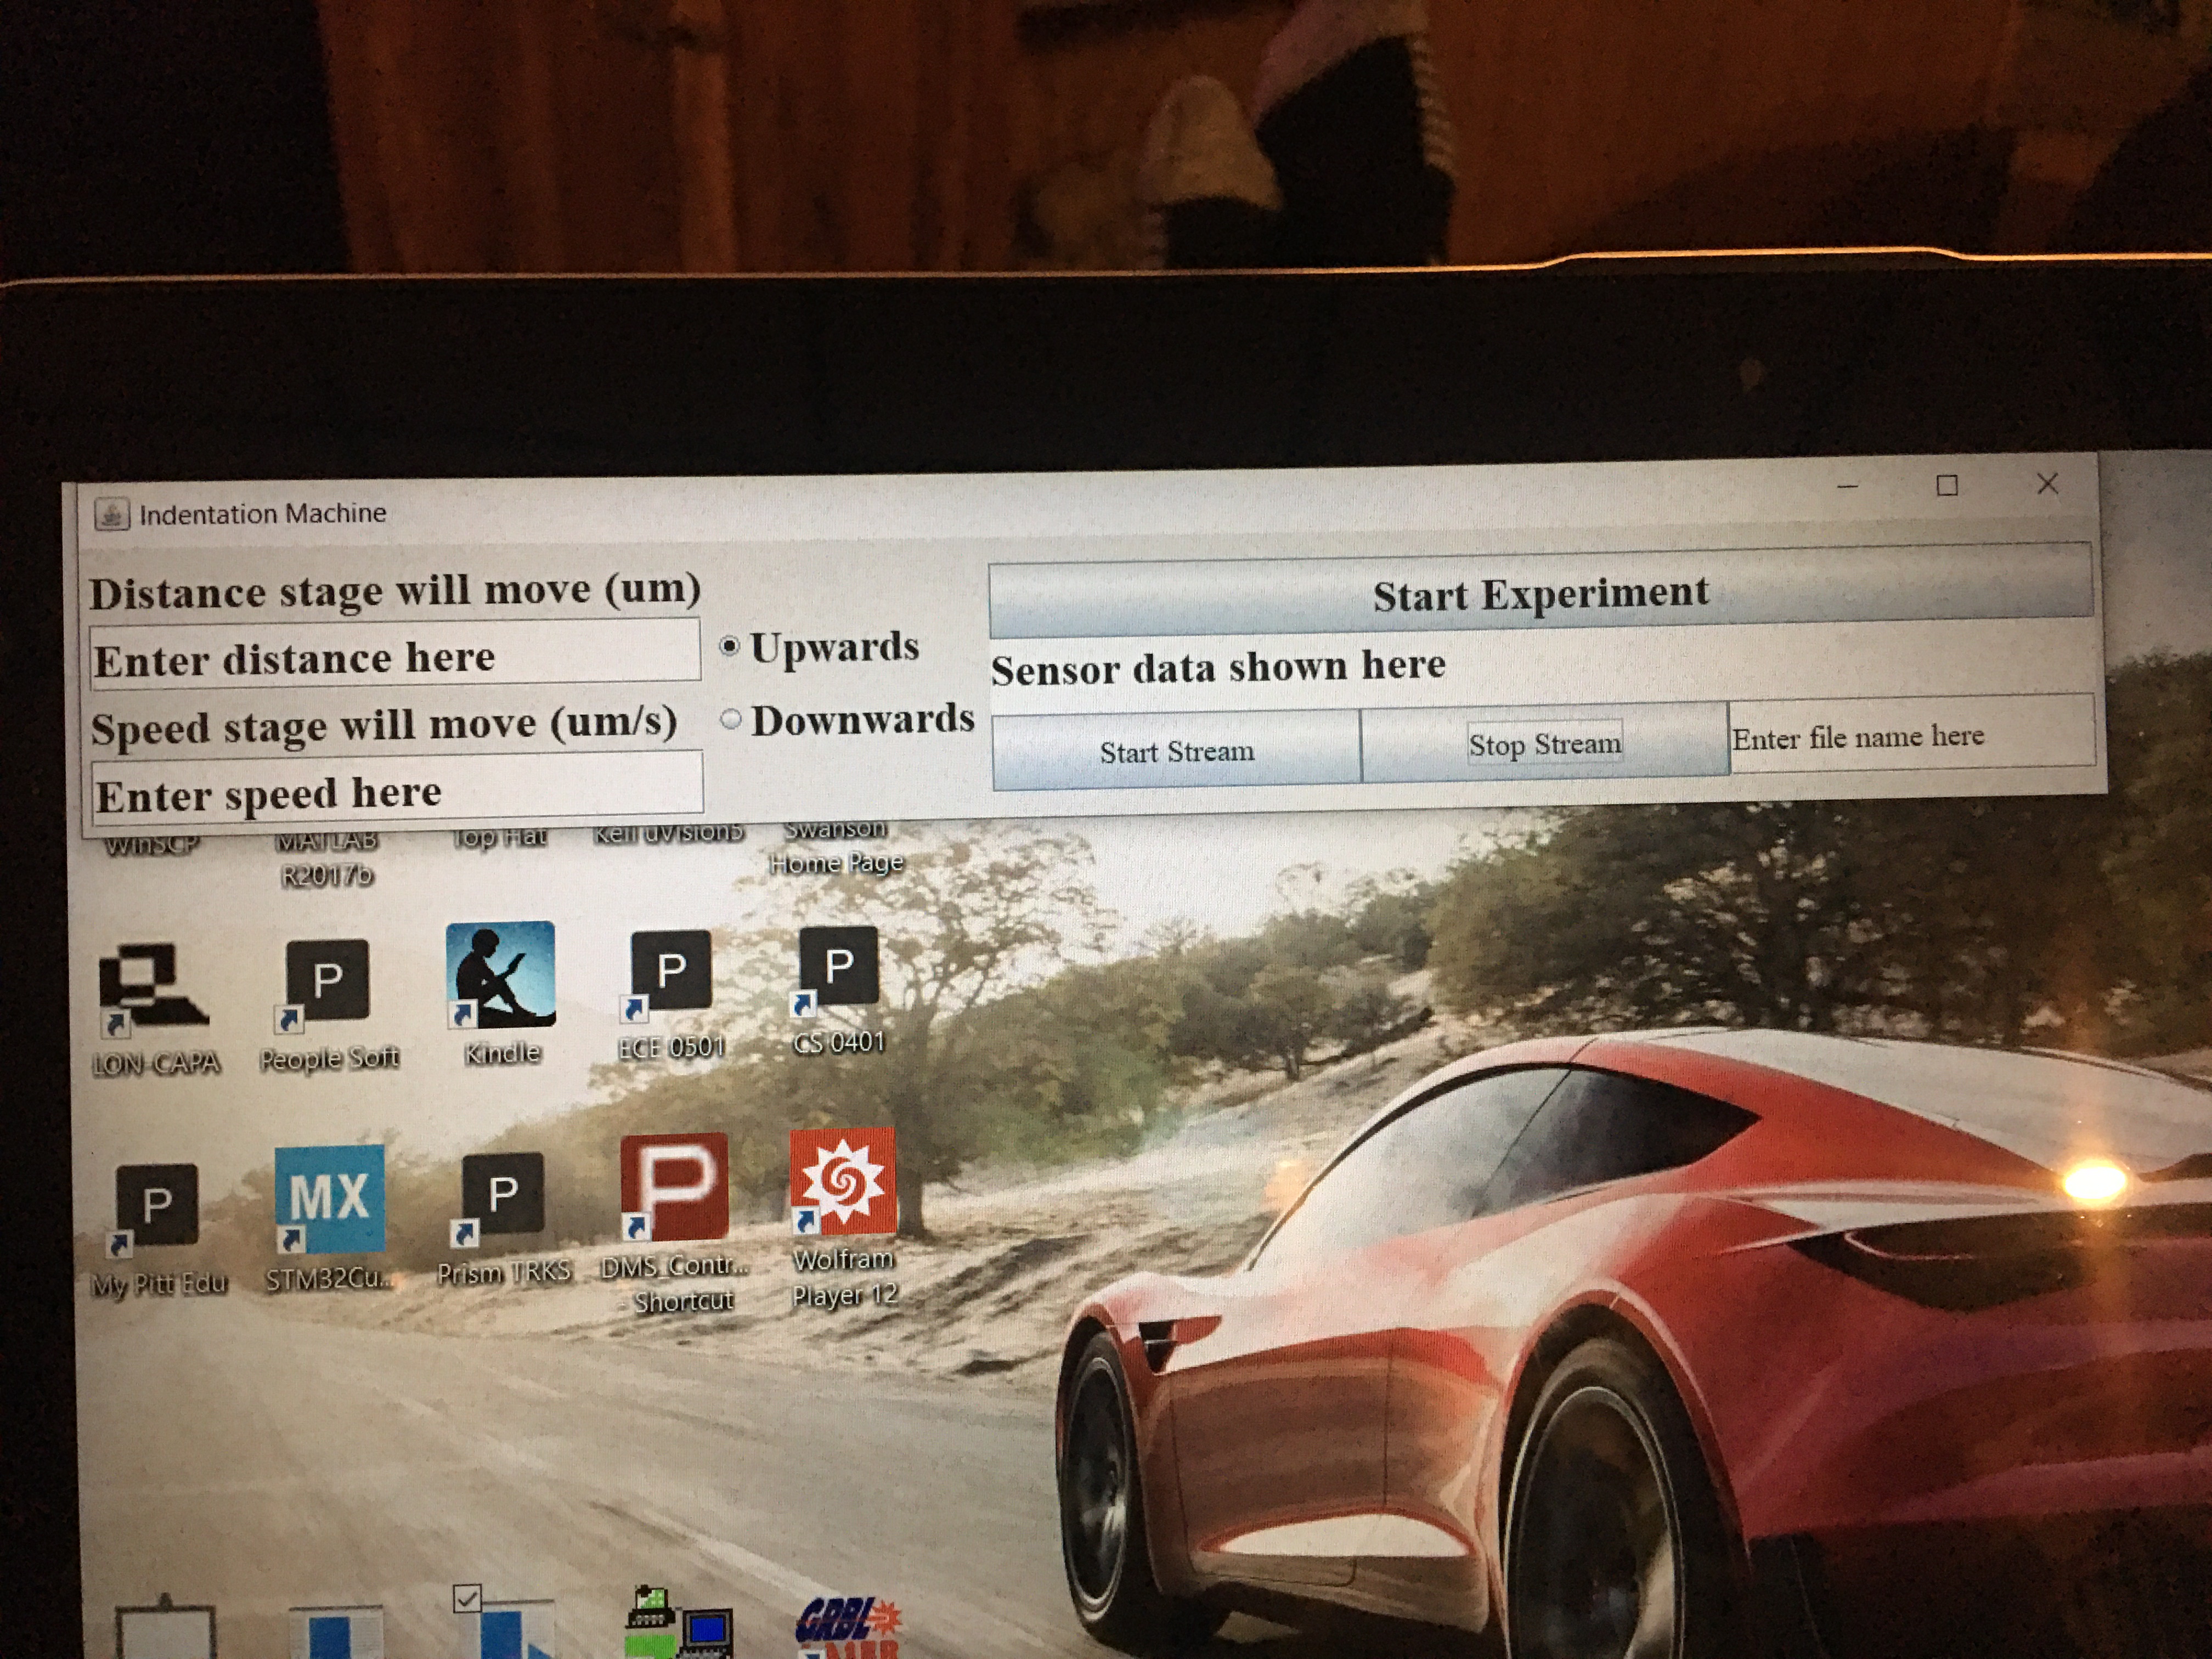 Indentation Machine
Distance stage will move (um)
Enter distance here
Speed stage will move (um/s)
Enter speed here
Upwards
Downwards
Start Experiment
Sensor data shown here
Start Stream
Stop Stream
Enter file name here
WinSCP
MATLAB
R2017b
Top Hat
Keil uVision5
Swanson
Home Page
LON-CAPA
P
People Soft
Kindle
P
ECE 0501
P
CS 0401
P
My Pitt Edu
MX
STM32Cu...
P
Prism TRKS
P
DMS_Contr...
- Shortcut
Wolfram
Player 12
GRBL